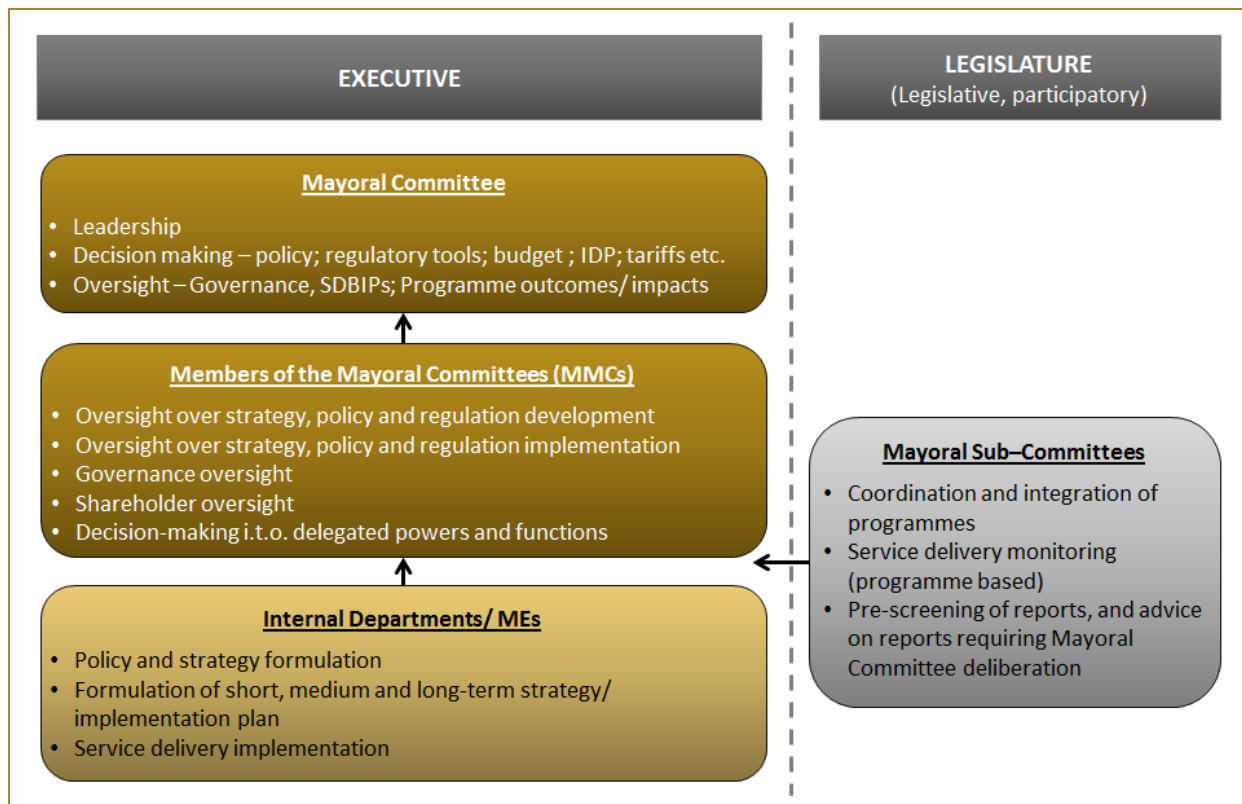 EXECUTIVE
LEGISLATURE
(Legislative, participatory)
Mayoral Committee
• Leadership
• Decision making – policy; regulatory tools; budget ; IDP; tariffs etc.
• Oversight – Governance, SDBIPs; Programme outcomes/ impacts
Members of the Mayoral Committees (MMCs)
• Oversight over strategy, policy and regulation development
• Oversight over strategy, policy and regulation implementation
• Governance oversight
• Shareholder oversight
• Decision-making i.t.o. delegated powers and functions
Internal Departments/ MEs
• Policy and strategy formulation
• Formulation of short, medium and long-term strategy/
implementation plan
• Service delivery implementation
Mayoral Sub–Committees
• Coordination and integration of
programmes
• Service delivery monitoring
(programme based)
• Pre-screening of reports, and advice
on reports requiring Mayoral
Committee deliberation